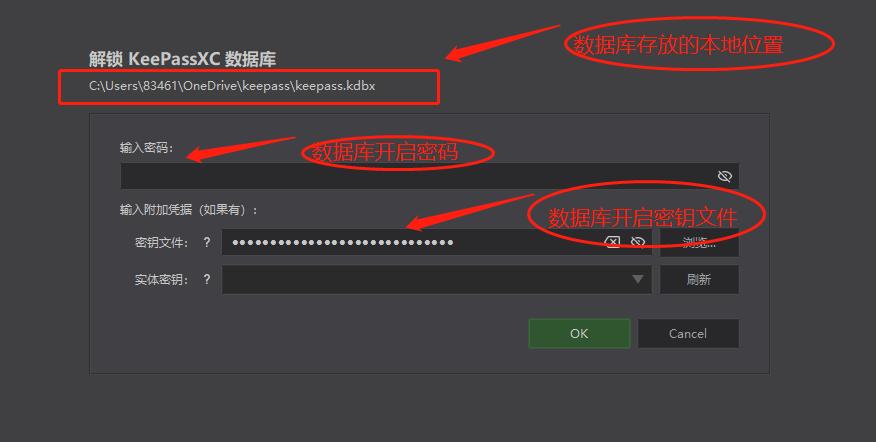 数据库存放的本地位置
解锁 KeePassXC 数据库
C:\Users\83461\OneDrive\keepass\keepass.kdbx
输入密码：
数据库开启密码
输入附加凭据（如果有）：
数据库开启密钥文件
密钥文件： ? ●●●●●●●●●●●●●●●●●●●●●●●●●●●●●● 浏览...
实体密钥： ? 刷新
OK Cancel